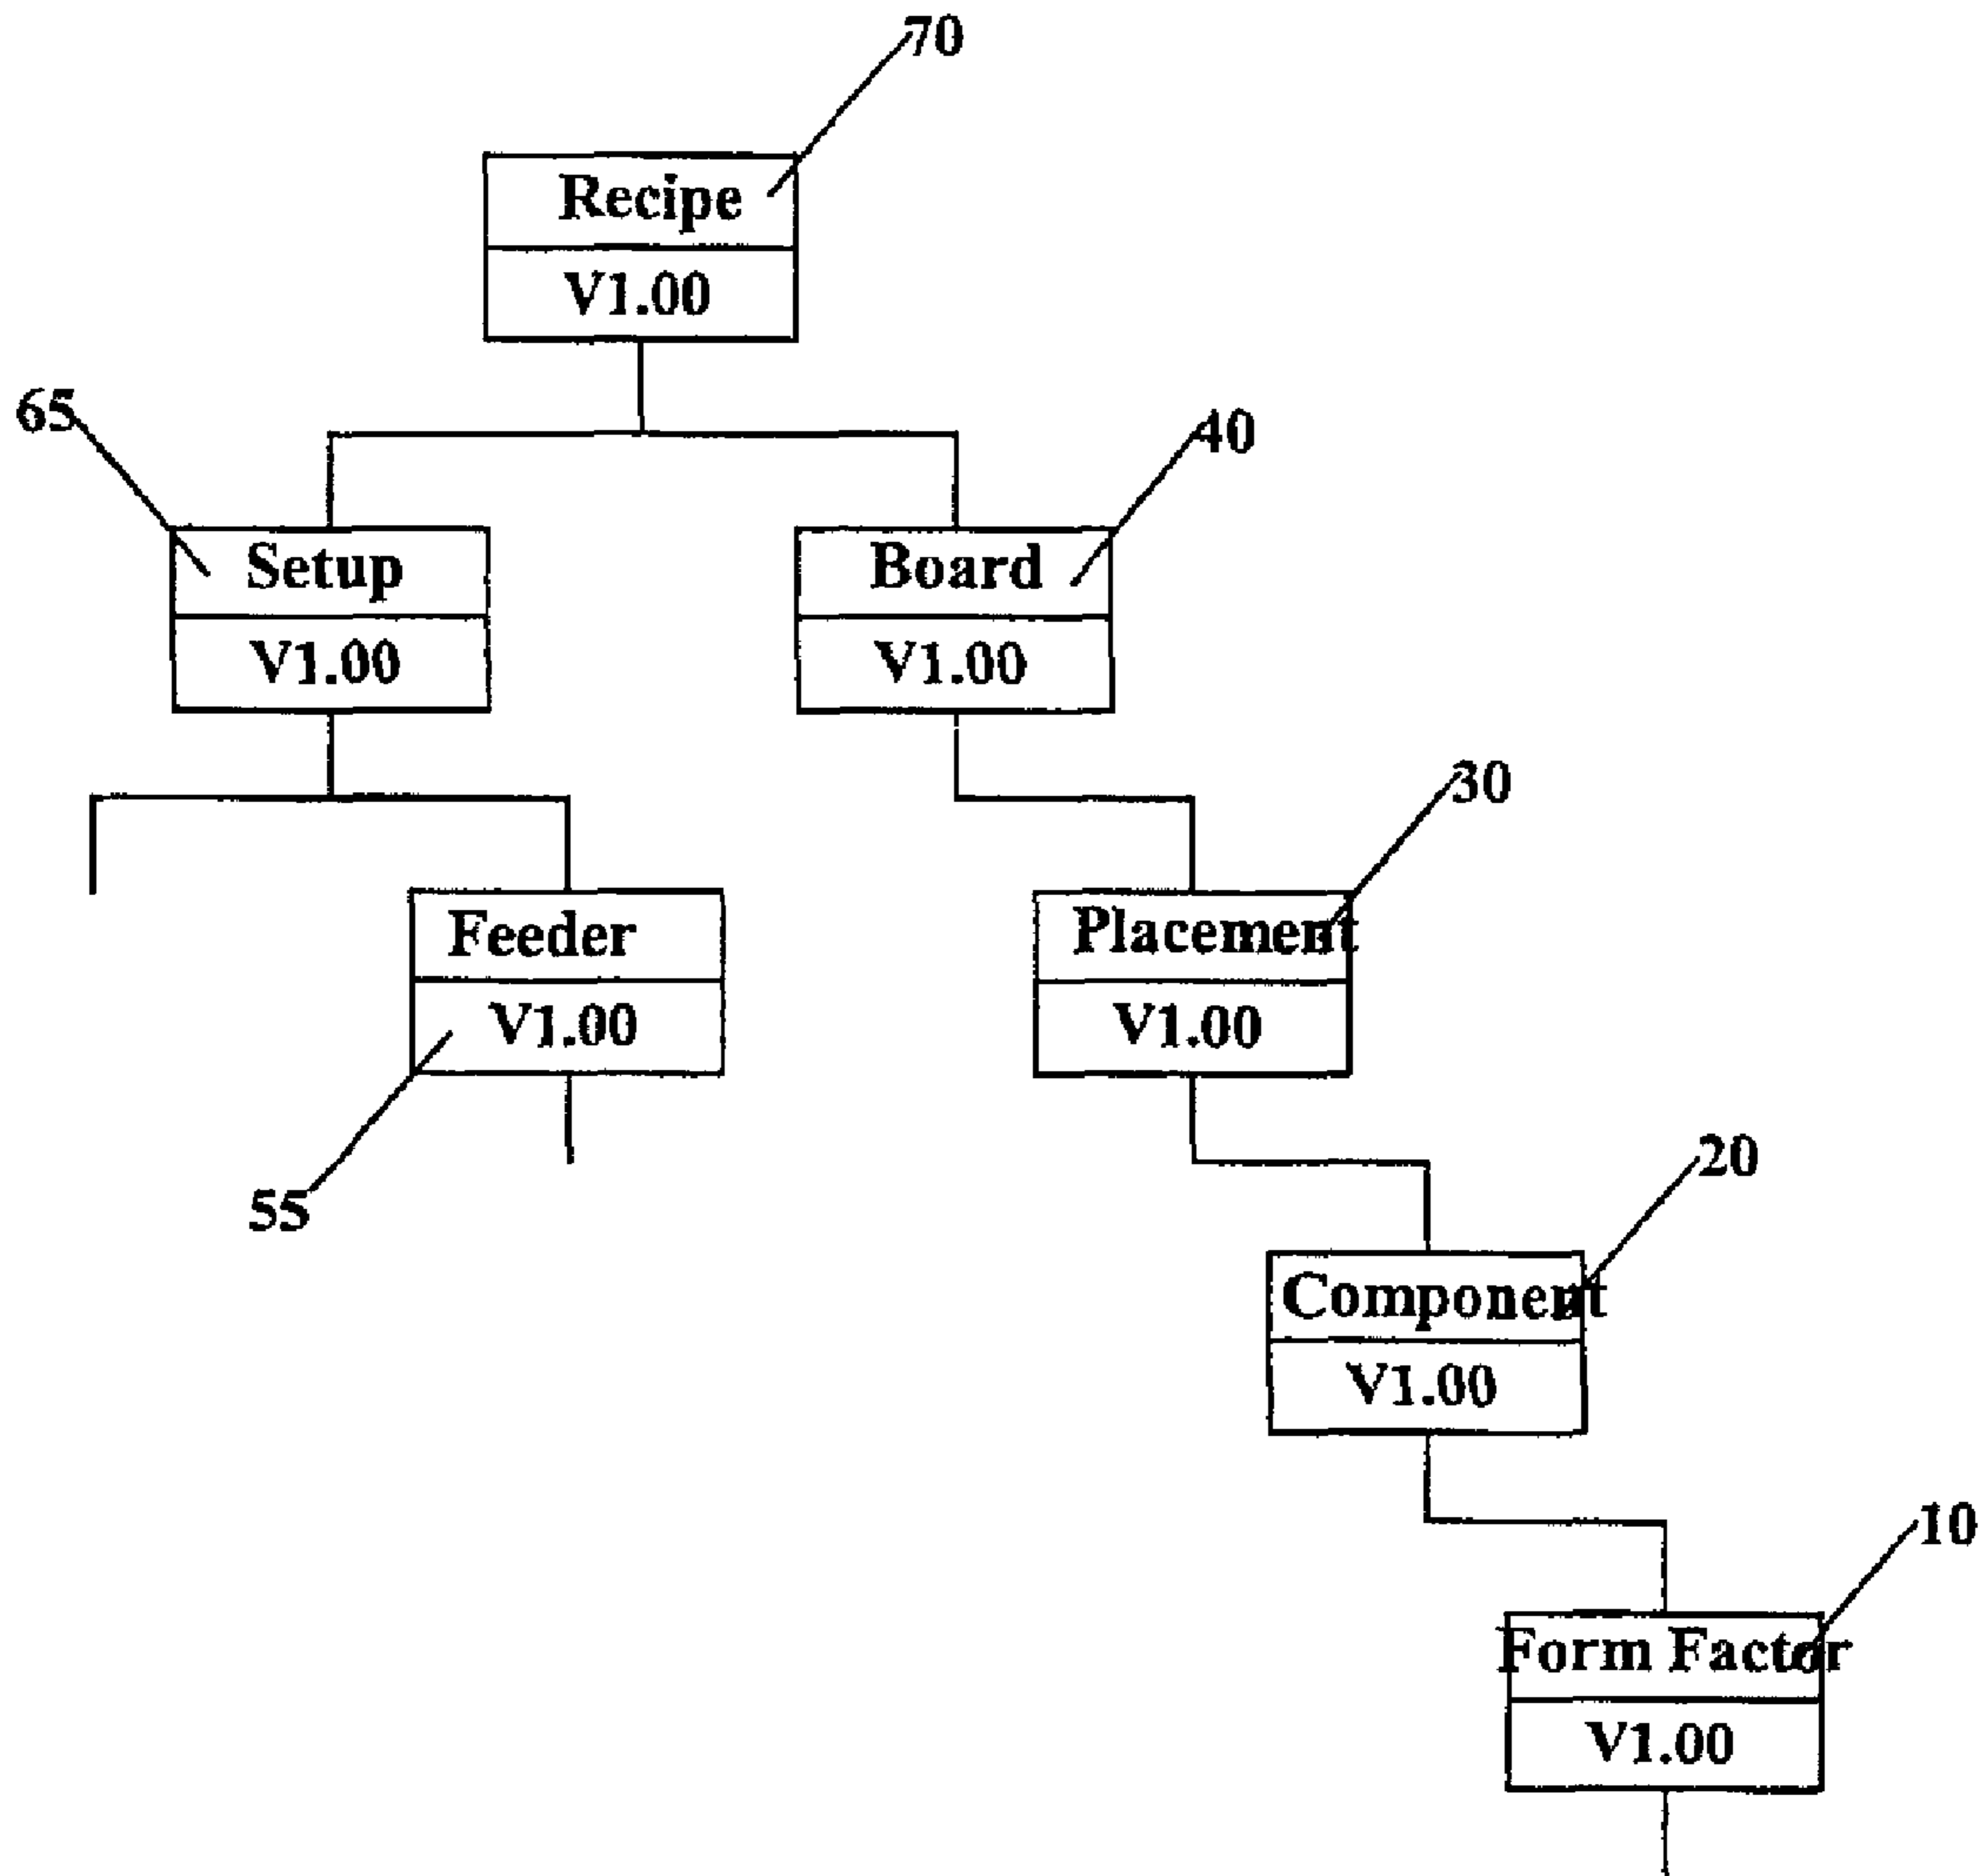 70
Recipe
V1.00
65
40
Setup
V1.00
Board
V1.00
30
Feeder
V1.00
Placement
V1.00
55
20
Component
V1.00
10
Form Factor
V1.00